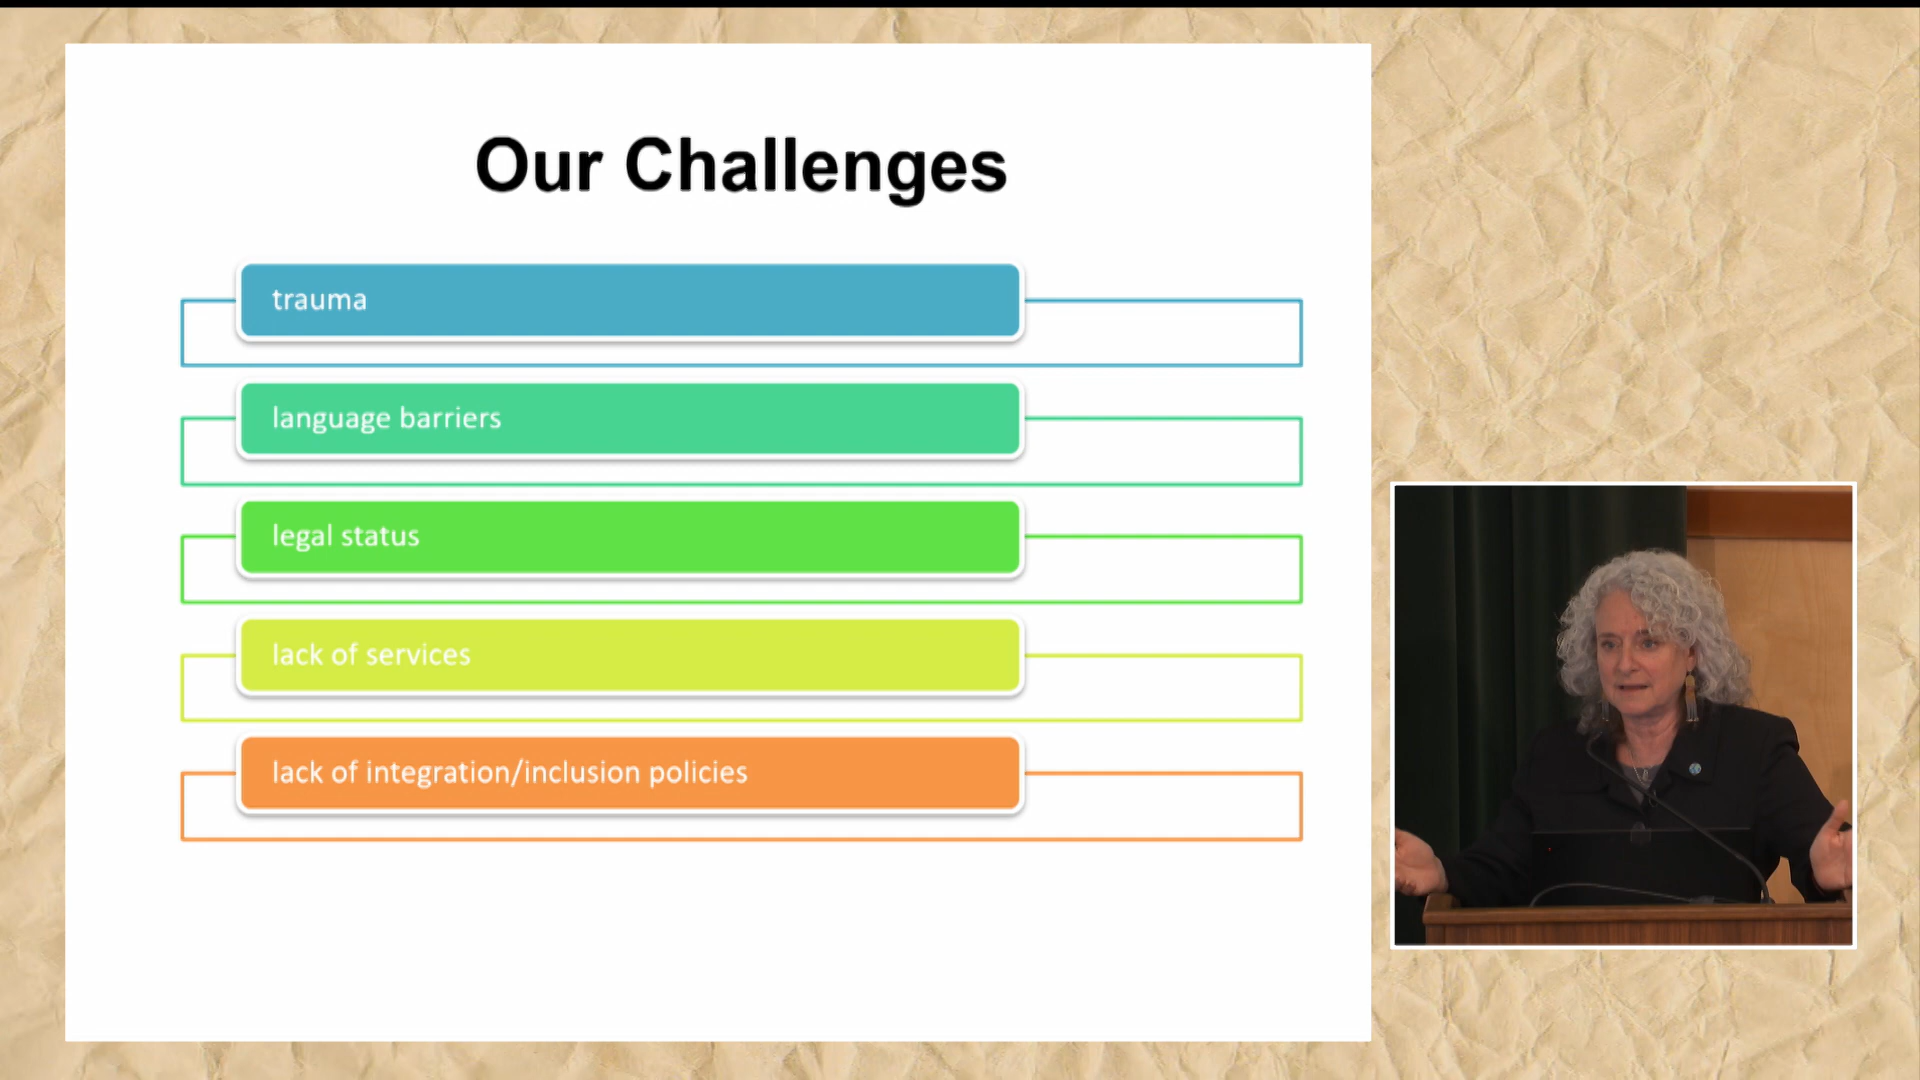 Our Challenges
trauma
language barriers
legal status
lack of services
lack of integration/inclusion policies